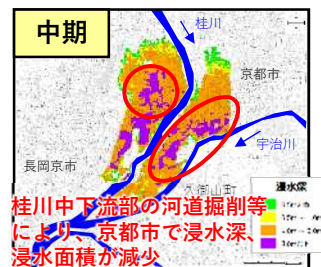 中期
桂川
京都市
宇治川
長岡京市
久御山町
浸水深
桂川中下流部の河道掘削等
により、京都市で浸水深、
浸水面積が減少